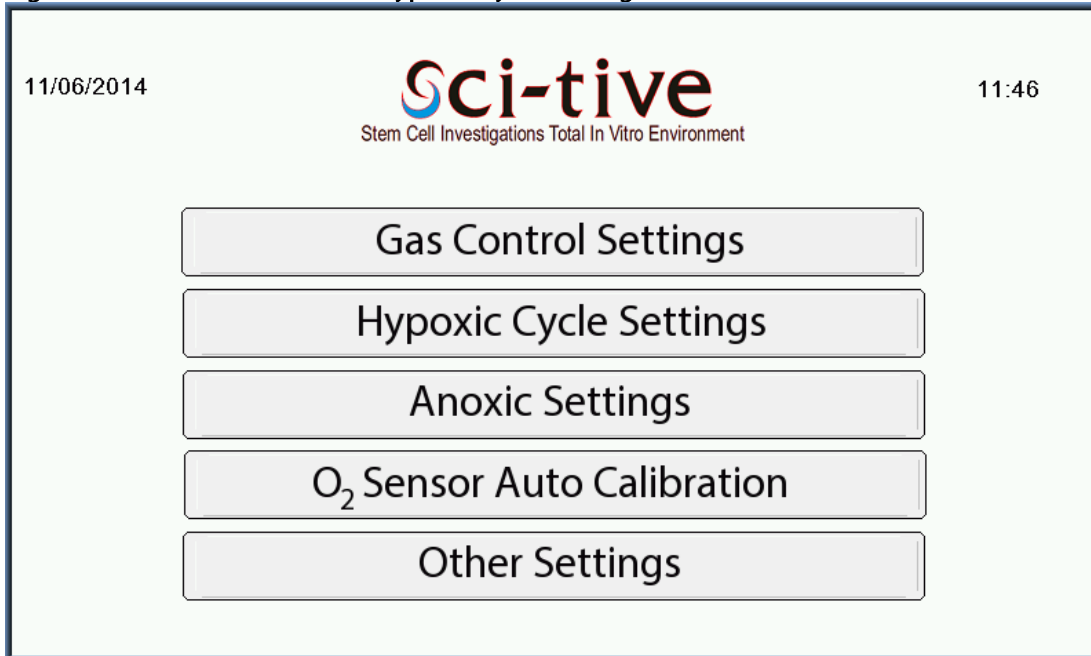 11/06/2014
Sci-tive
11:46
Stem Cell Investigations Total In Vitro Environment
Gas Control Settings
Hypoxic Cycle Settings
Anoxic Settings
O₂ Sensor Auto Calibration
Other Settings